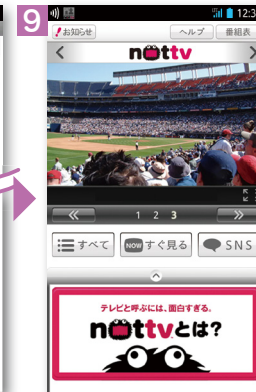 9
12:3
お知らせ
ヘルプ
番組表
nottv
1 2 3
すべて
NOW すぐ見る
SNS
テレビと呼ぶには、面白すぎる。
nottvとは?